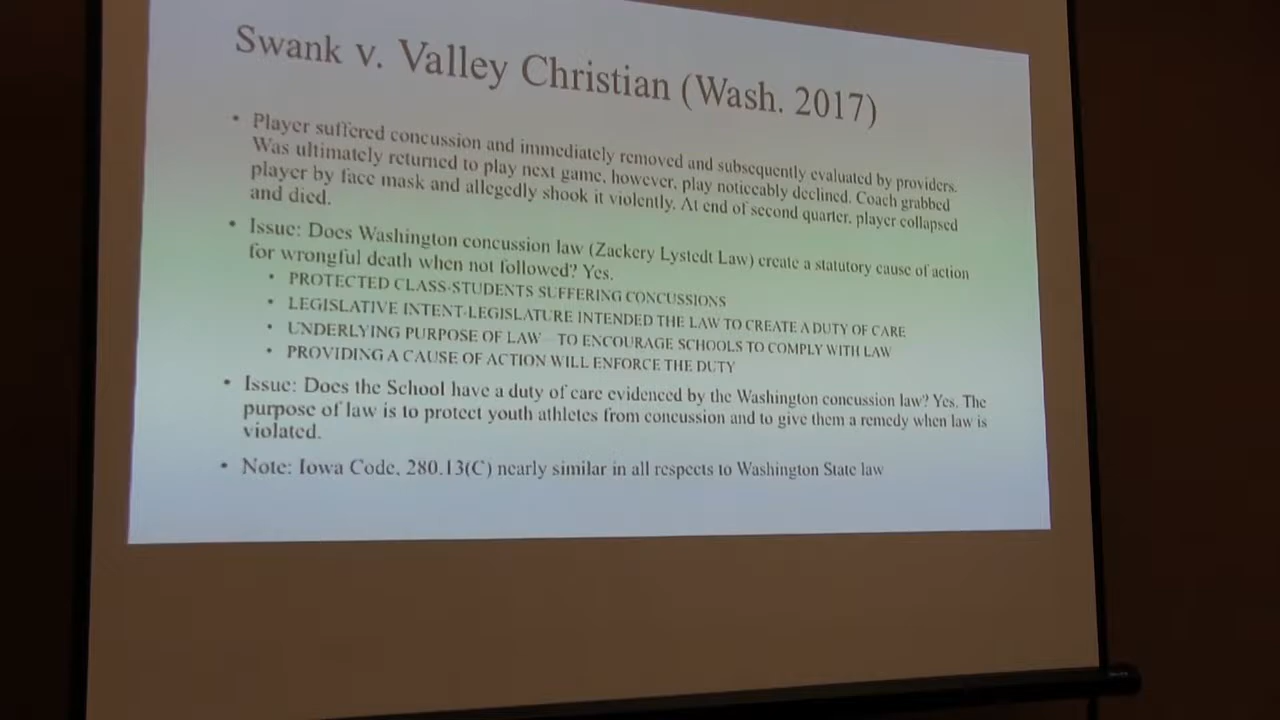 Swank v. Valley Christian (Wash. 2017)
• Player suffered concussion and immediately removed and subsequently evaluated by providers.
Was ultimately returned to play next game, however, play noticeably declined. Coach grabbed
player by face mask and allegedly shook it violently. At end of second quarter, player collapsed
and died.
• Issue: Does Washington concussion law (Zackery Lystedt Law) create a statutory cause of action
for wrongful death when not followed? Yes.
• PROTECTED CLASS-STUDENTS SUFFERING CONCUSSIONS
• LEGISLATIVE INTENT-LEGISLATURE INTENDED THE LAW TO CREATE A DUTY OF CARE
• UNDERLYING PURPOSE OF LAW – TO ENCOURAGE SCHOOLS TO COMPLY WITH LAW
• PROVIDING A CAUSE OF ACTION WILL ENFORCE THE DUTY
• Issue: Does the School have a duty of care evidenced by the Washington concussion law? Yes. The
purpose of law is to protect youth athletes from concussion and to give them a remedy when law is
violated.
• Note: Iowa Code, 280.13(C) nearly similar in all respects to Washington State law